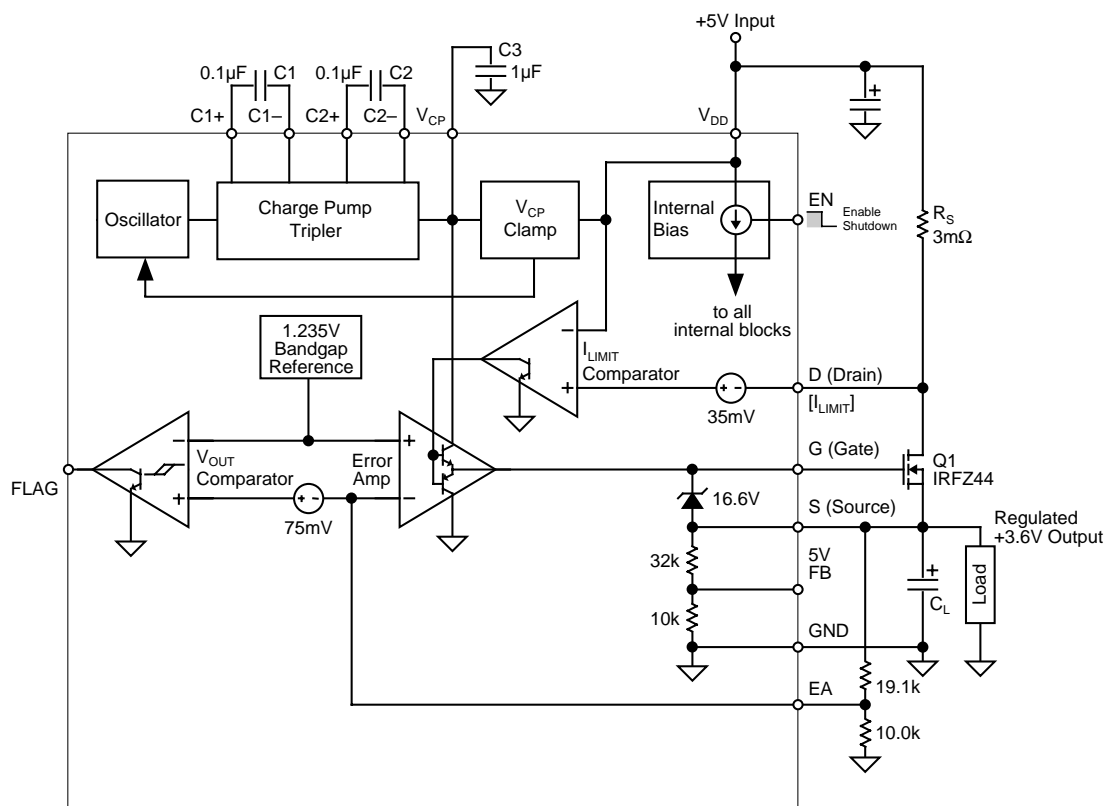 +5V Input
C3
1µF
0.1µF
C1
0.1µF
C2
C1+
C1–
C2+
C2–
VCP
VDD
Oscillator
Charge Pump
Tripler
VCP
Clamp
Internal
Bias
EN
Enable
Shutdown
RS
3mΩ
to all
internal blocks
1.235V
Bandgap
Reference
–
+
ILIMIT
Comparator
+ –
35mV
D (Drain)
[ILIMIT]
–
+
VOUT
Comparator
Error
Amp
+
–
FLAG
+ –
75mV
G (Gate)
Q1
IRFZ44
16.6V
S (Source)
Regulated
+3.6V Output
32k
5V
FB
10k
+
CL
Load
GND
19.1k
EA
10.0k
+